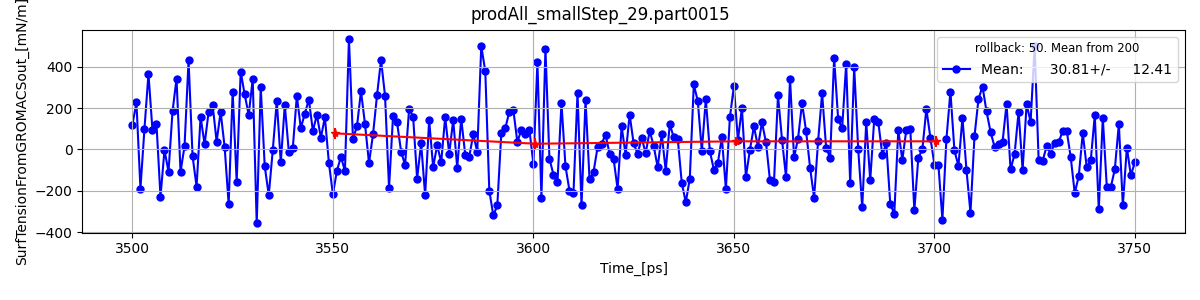 prodAll_smallStep_29.part0015
SurfTensionFromGROMACSout_[mN/m]
400
200
0
−200
−400
rollback: 50. Mean from 200
Mean: 30.81+/- 12.41
3500
3550
3600
3650
3700
3750
Time_[ps]